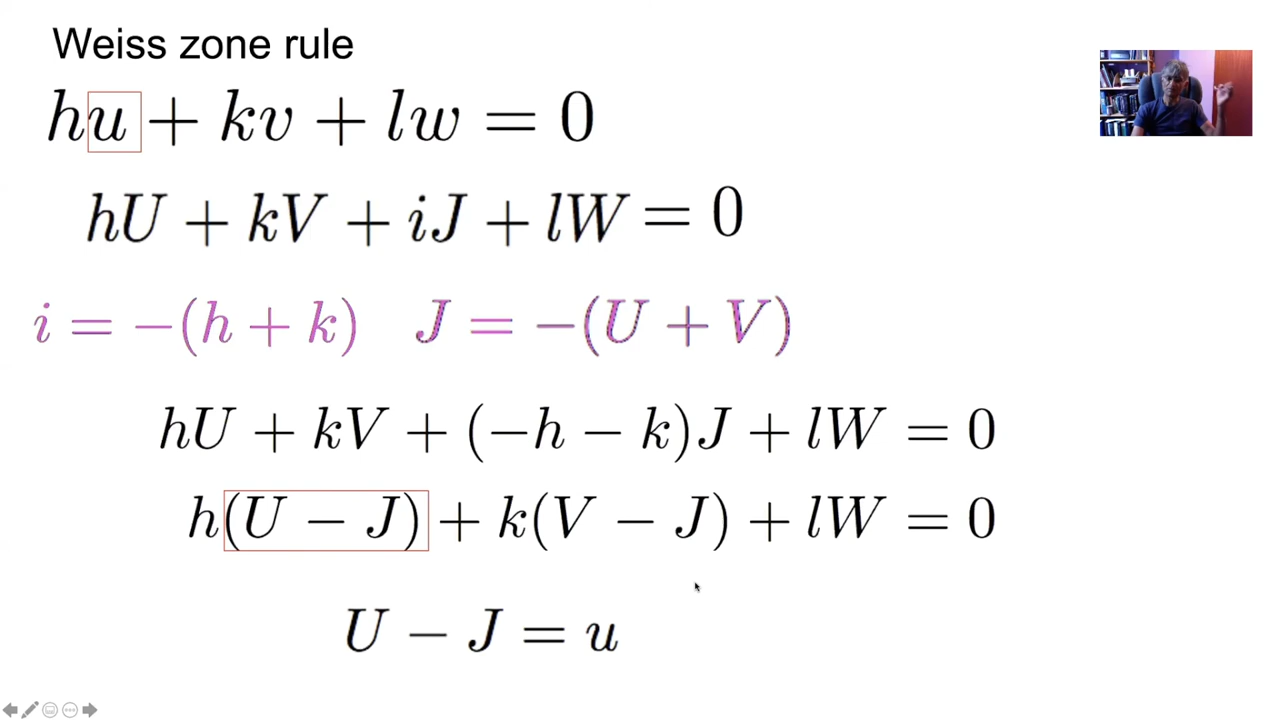 Weiss zone rule
hu + kv + lw = 0
hU + kV + iJ + lW = 0
i = −(h + k)   J = −(U + V)
hU + kV + (−h − k)J + lW = 0
h(U − J) + k(V − J) + lW = 0
U − J = u